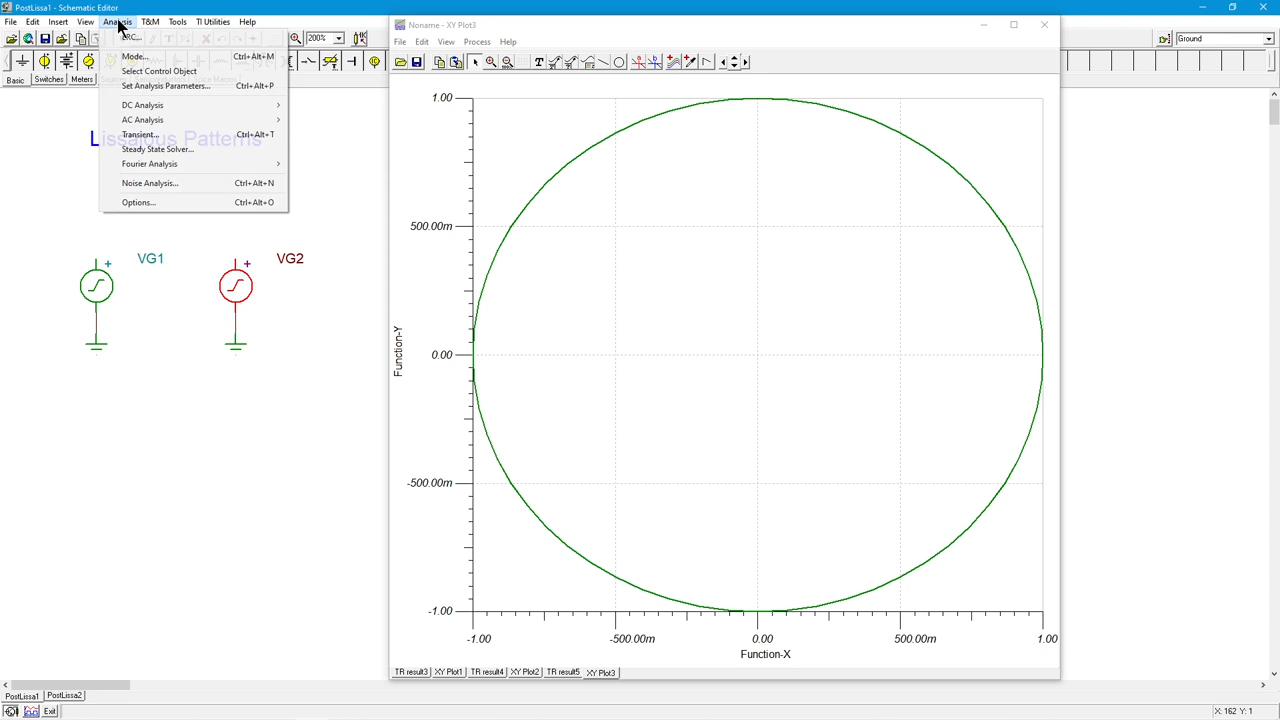 PostLissa1 - Schematic Editor
File Edit Insert View Analysis T&M Tools TI Utilities Help
200%
Ground
Basic Switches Meters
ERC...
Mode... Ctrl+Alt+M
Select Control Object
Set Analysis Parameters... Ctrl+Alt+P
DC Analysis
AC Analysis
Transient... Ctrl+Alt+T
Steady State Solver...
Fourier Analysis
Noise Analysis... Ctrl+Alt+N
Options... Ctrl+Alt+O
Lissajous Patterns
VG1
VG2
Noname - XY Plot3
File Edit View Process Help
1.00
500.00m
0.00
-500.00m
-1.00
Function-Y
-1.00 -500.00m 0.00 500.00m 1.00
Function-X
TR result3 XY Plot1 TR result4 XY Plot2 TR result5 XY Plot3
PostLissa1 PostLissa2
Exit
X: 162 Y: 1